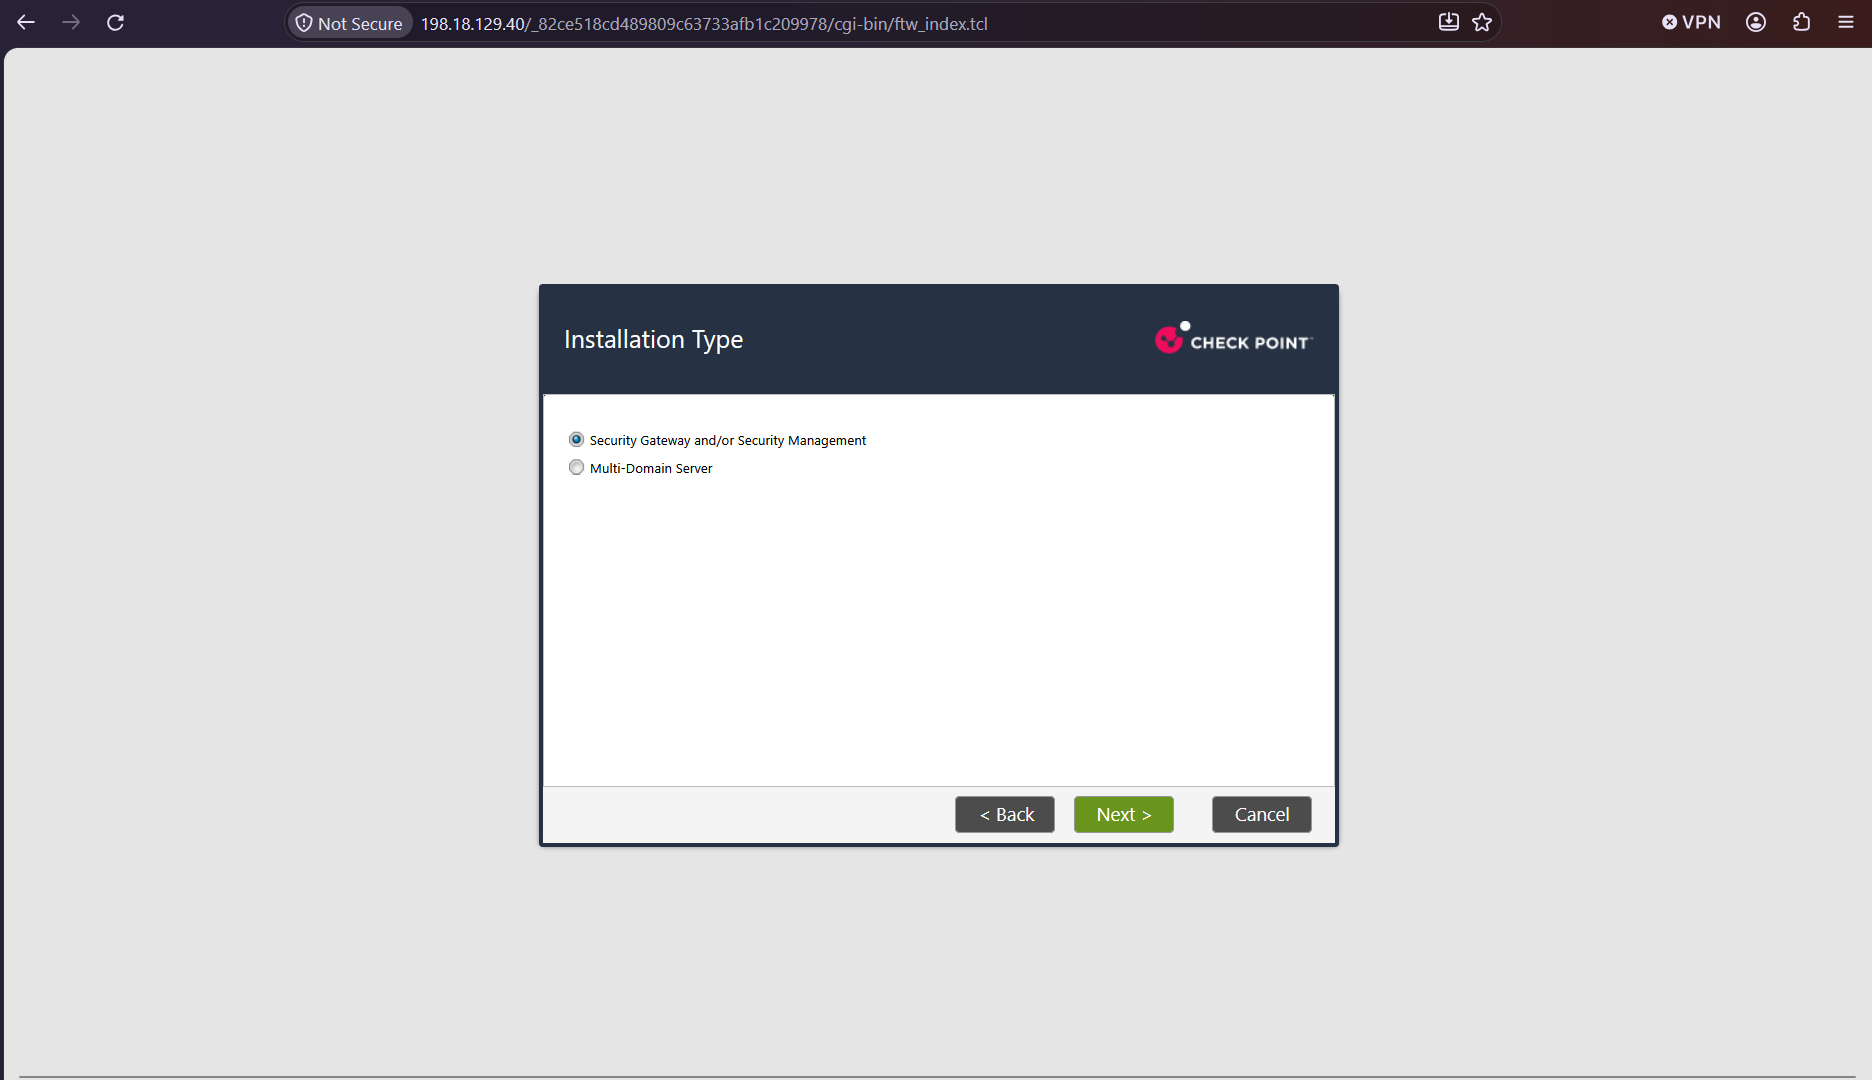 Not Secure 198.18.129.40/_82ce518cd489809c63733afb1c209978/cgi-bin/ftw_index.tcl VPN
Installation Type CHECK POINT
Security Gateway and/or Security Management
Multi-Domain Server
< Back Next > Cancel